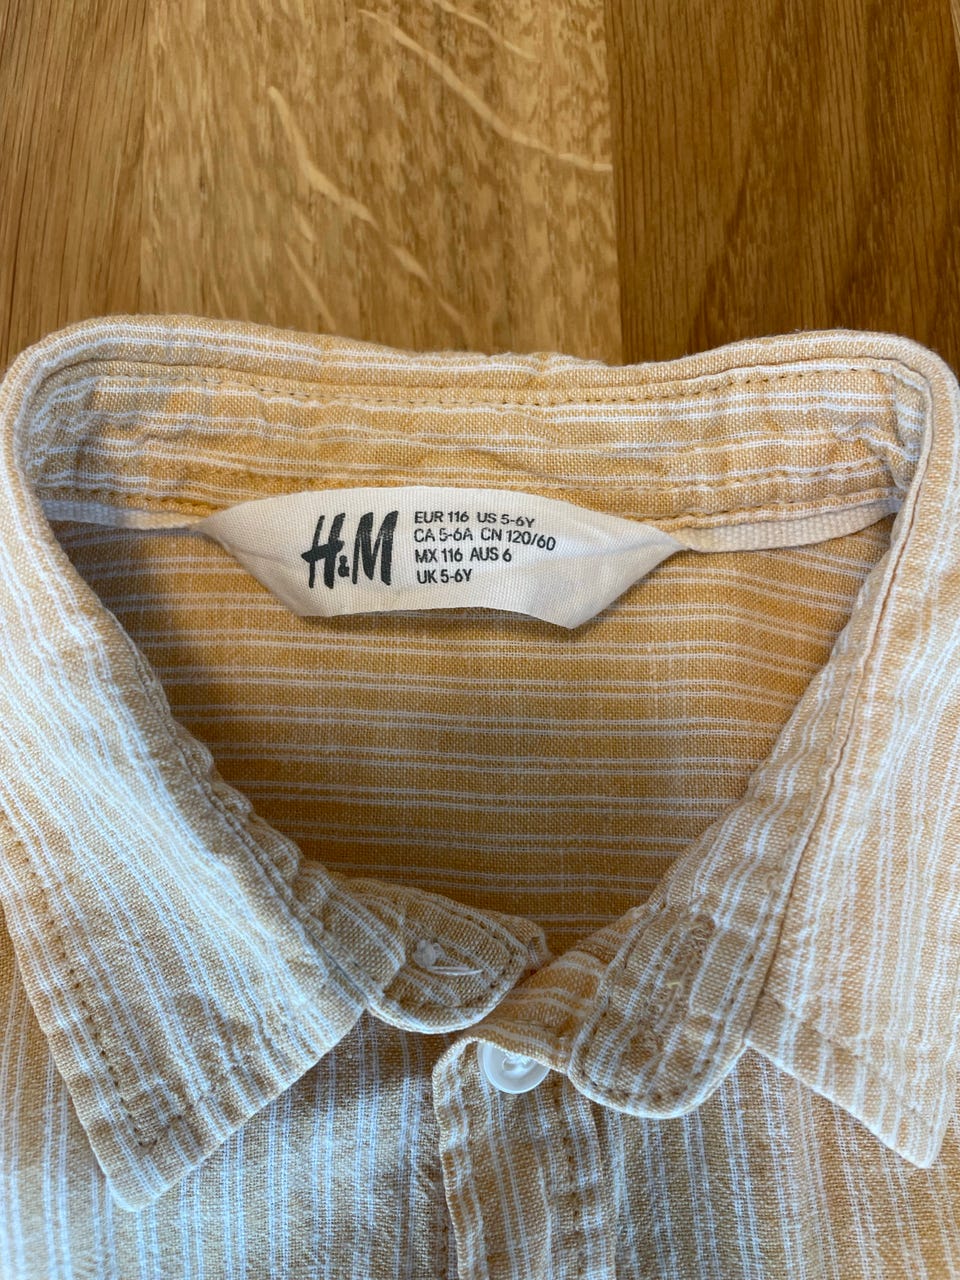 H&M
EUR 116 US 5-6Y
CA 5-6A CN 120/60
MX 116 AUS 6
UK 5-6Y